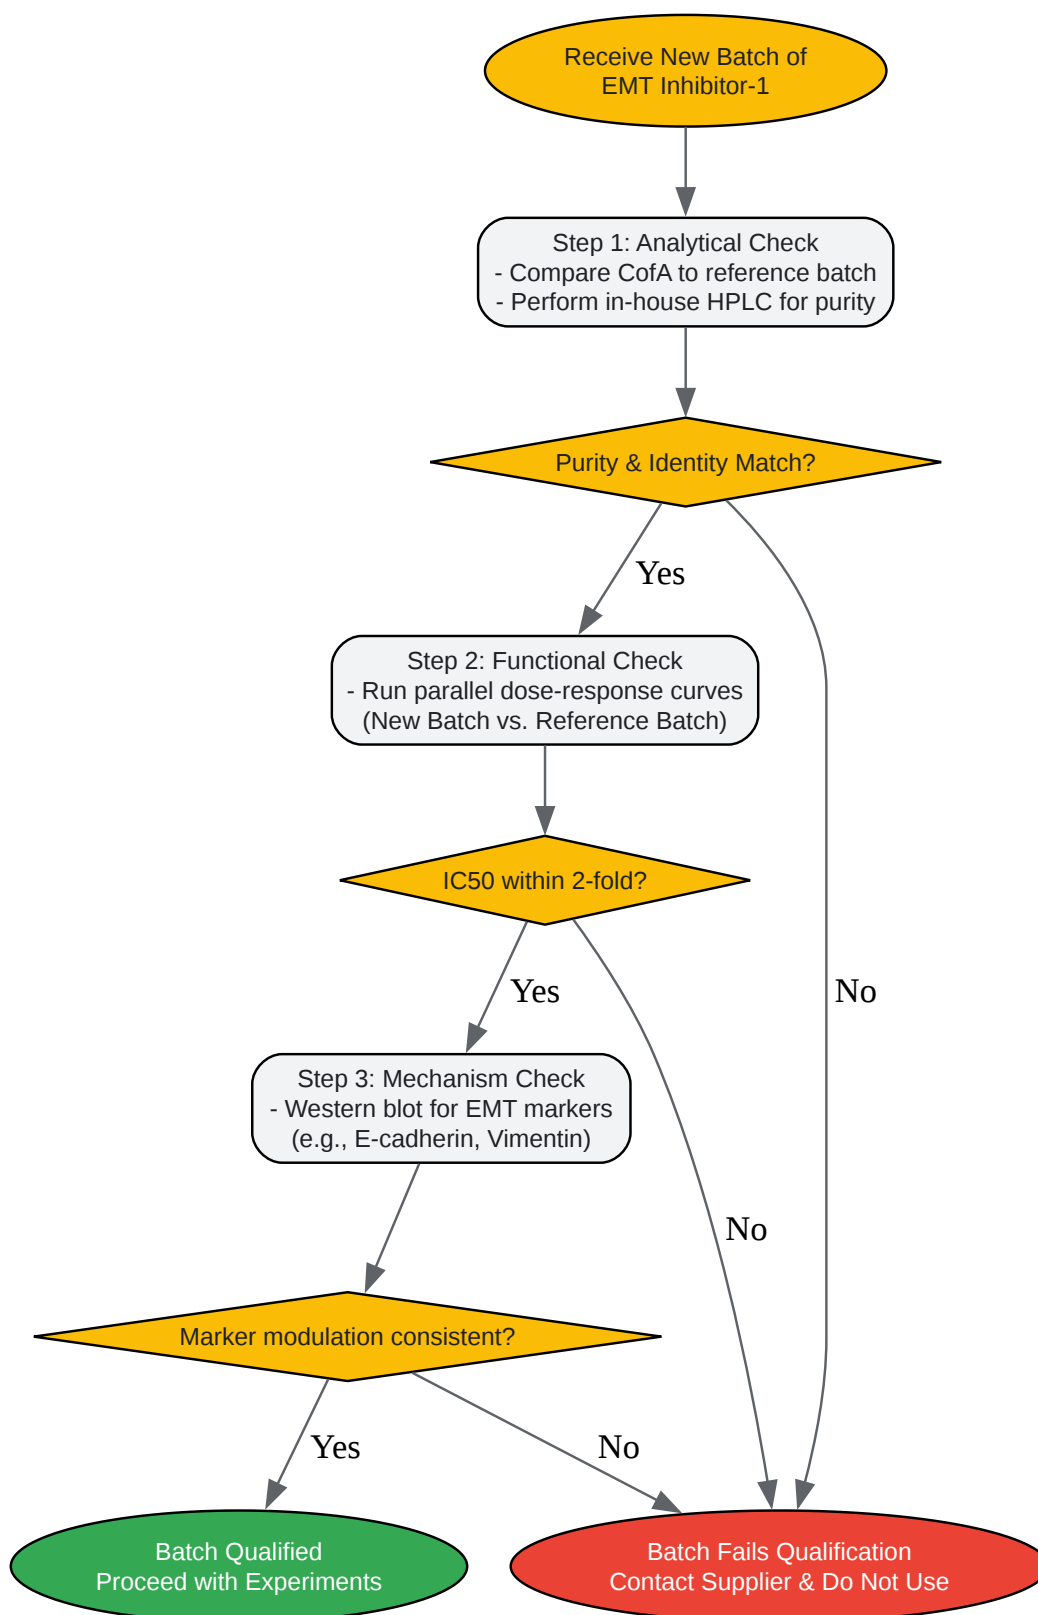 Receive New Batch of
EMT Inhibitor-1
Step 1: Analytical Check
- Compare CofA to reference batch
- Perform in-house HPLC for purity
Purity & Identity Match?
Yes
Step 2: Functional Check
- Run parallel dose-response curves
(New Batch vs. Reference Batch)
IC50 within 2-fold?
Yes
No
Step 3: Mechanism Check
- Western blot for EMT markers
(e.g., E-cadherin, Vimentin)
No
Marker modulation consistent?
Yes
No
Batch Qualified
Proceed with Experiments
Batch Fails Qualification
Contact Supplier & Do Not Use